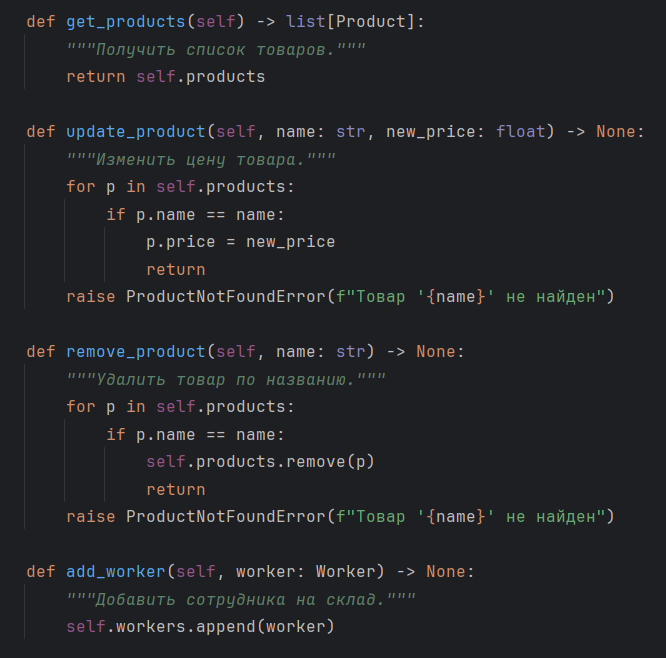 def get_products(self) -> list[Product]:
    """Получить список товаров."""
    return self.products

def update_product(self, name: str, new_price: float) -> None:
    """Изменить цену товара."""
    for p in self.products:
        if p.name == name:
            p.price = new_price
            return
    raise ProductNotFoundError(f"Товар '{name}' не найден")

def remove_product(self, name: str) -> None:
    """Удалить товар по названию."""
    for p in self.products:
        if p.name == name:
            self.products.remove(p)
            return
    raise ProductNotFoundError(f"Товар '{name}' не найден")

def add_worker(self, worker: Worker) -> None:
    """Добавить сотрудника на склад."""
    self.workers.append(worker)